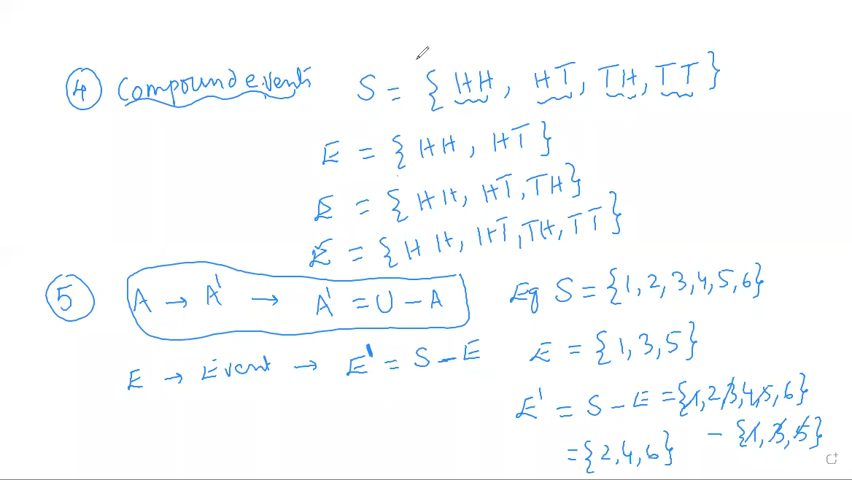 ④ Compound events S = {HH, HT, TH, TT}
E = {HH, HT}
E = {HH, HT, TH}
E = {HH, HT, TH, TT}
⑤ A → A' → A' = U - A
Eg S = {1, 2, 3, 4, 5, 6}
E → Event → E' = S - E
E = {1, 3, 5}
E' = S - E = {1, 2, 3, 4, 5, 6}
- {1, 3, 5}
= {2, 4, 6}